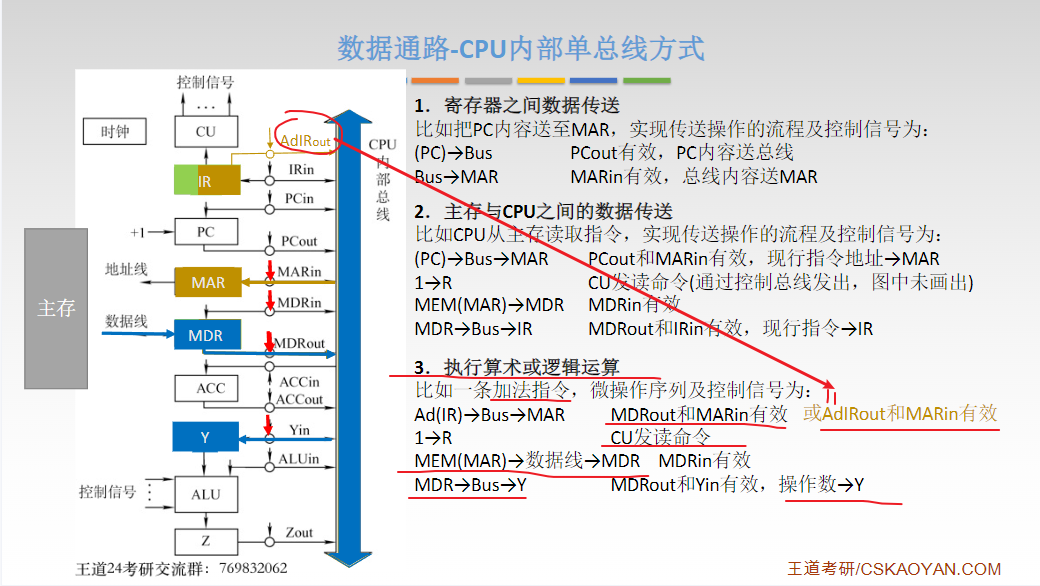 数据通路-CPU内部单总线方式
控制信号
...
CU
时钟
AdIRout
CPU内部总线
IR
IRin
PCin
+1
PC
PCout
地址线
MAR
MARin
主存
MDRin
数据线
MDR
MDRout
ACC
ACCin
ACCout
Y
Yin
ALUin
控制信号
ALU
Z
Zout
王道24考研交流群：769832062
1．寄存器之间数据传送
比如把PC内容送至MAR，实现传送操作的流程及控制信号为：
(PC)→Bus PCout有效，PC内容送总线
Bus→MAR MARin有效，总线内容送MAR
2．主存与CPU之间的数据传送
比如CPU从主存读取指令，实现传送操作的流程及控制信号为：
(PC)→Bus→MAR PCout和MARin有效，现行指令地址→MAR
1→R CU发读命令(通过控制总线发出，图中未画出)
MEM(MAR)→MDR MDRin有效
MDR→Bus→IR MDRout和IRin有效，现行指令→IR
3．执行算术或逻辑运算
比如一条加法指令，微操作序列及控制信号为：
Ad(IR)→Bus→MAR MDRout和MARin有效 或AdIRout和MARin有效
1→R CU发读命令
MEM(MAR)→数据线→MDR MDRin有效
MDR→Bus→Y MDRout和Yin有效，操作数→Y
王道考研/CSKAOYAN.COM